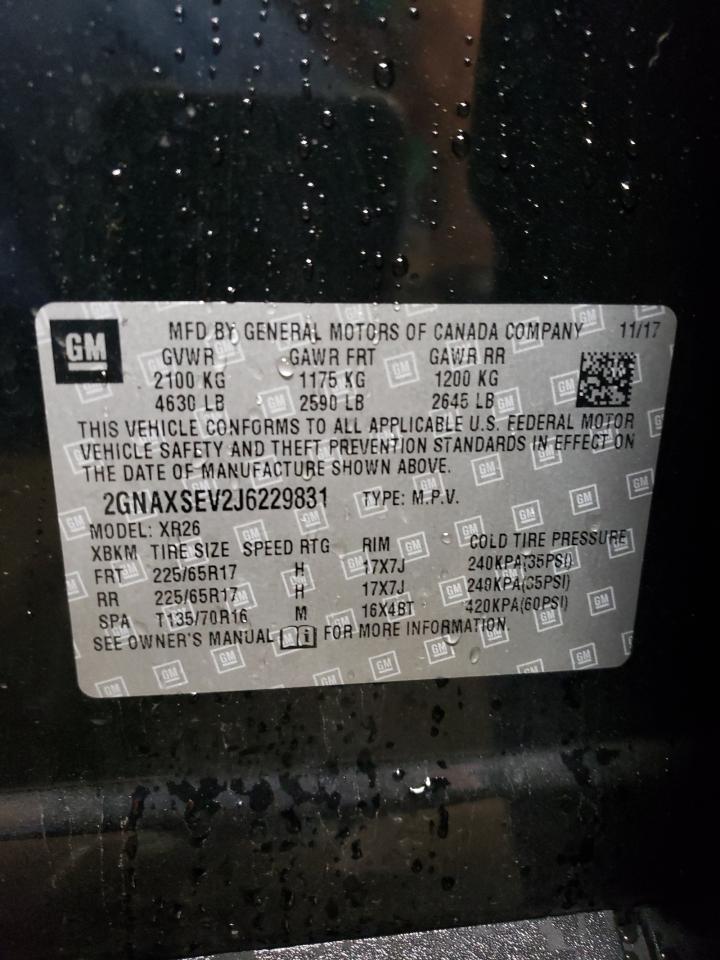 GM MFD BY GENERAL MOTORS OF CANADA COMPANY 11/17
GVWR GAWR FRT GAWR RR
2100 KG 1175 KG 1200 KG
4630 LB 2590 LB 2645 LB
THIS VEHICLE CONFORMS TO ALL APPLICABLE U.S. FEDERAL MOTOR
VEHICLE SAFETY AND THEFT PREVENTION STANDARDS IN EFFECT ON
THE DATE OF MANUFACTURE SHOWN ABOVE.
2GNAXSEV2J6229831 TYPE: M.P.V.
MODEL: XR26
XBKM TIRE SIZE SPEED RTG RIM COLD TIRE PRESSURE
FRT 225/65R17 H 17X7J 240KPA(35PSI)
RR 225/65R17 H 17X7J 240KPA(35PSI)
SPA T135/70R16 M 16X4BT 420KPA(60PSI)
SEE OWNER'S MANUAL FOR MORE INFORMATION.